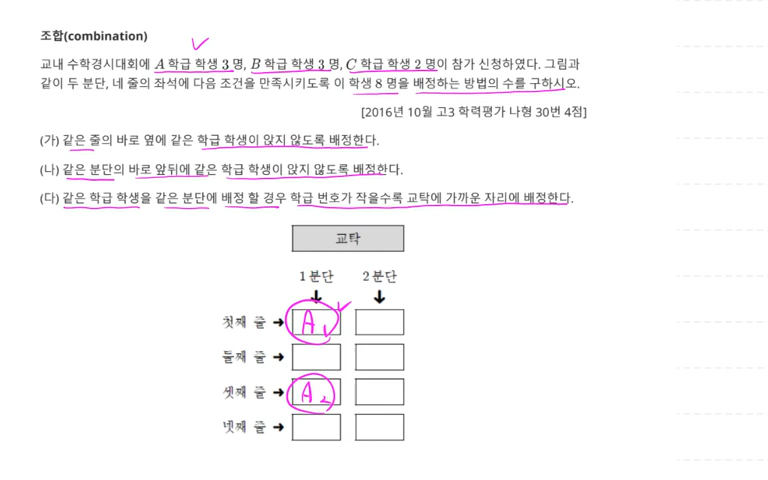 조합(combination)
교내 수학경시대회에 A 학급 학생 3 명, B 학급 학생 3 명, C 학급 학생 2 명이 참가 신청하였다. 그림과
같이 두 분단, 네 줄의 좌석에 다음 조건을 만족시키도록 이 학생 8 명을 배정하는 방법의 수를 구하시오.
[2016년 10월 고3 학력평가 나형 30번 4점]
(가) 같은 줄의 바로 옆에 같은 학급 학생이 앉지 않도록 배정한다.
(나) 같은 분단의 바로 앞뒤에 같은 학급 학생이 앉지 않도록 배정한다.
(다) 같은 학급 학생을 같은 분단에 배정 할 경우 학급 번호가 작을수록 교탁에 가까운 자리에 배정한다.
교탁
1 분단 2 분단
첫째 줄 → A₁
둘째 줄 →
셋째 줄 → A₂
넷째 줄 →